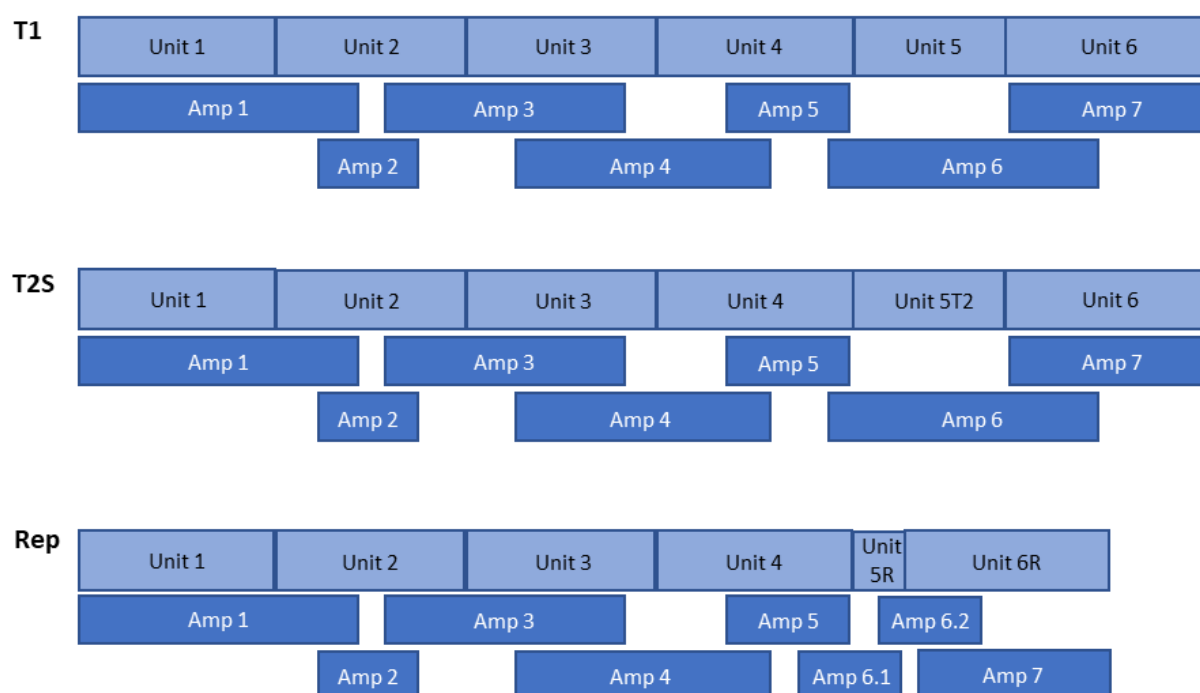 T1
Unit 1 Unit 2 Unit 3 Unit 4 Unit 5 Unit 6
Amp 1 Amp 3 Amp 5 Amp 7
Amp 2 Amp 4 Amp 6
T2S
Unit 1 Unit 2 Unit 3 Unit 4 Unit 5T2 Unit 6
Amp 1 Amp 3 Amp 5 Amp 7
Amp 2 Amp 4 Amp 6
Rep
Unit 1 Unit 2 Unit 3 Unit 4 Unit 5R Unit 6R
Amp 1 Amp 3 Amp 5 Amp 6.2
Amp 2 Amp 4 Amp 6.1 Amp 7